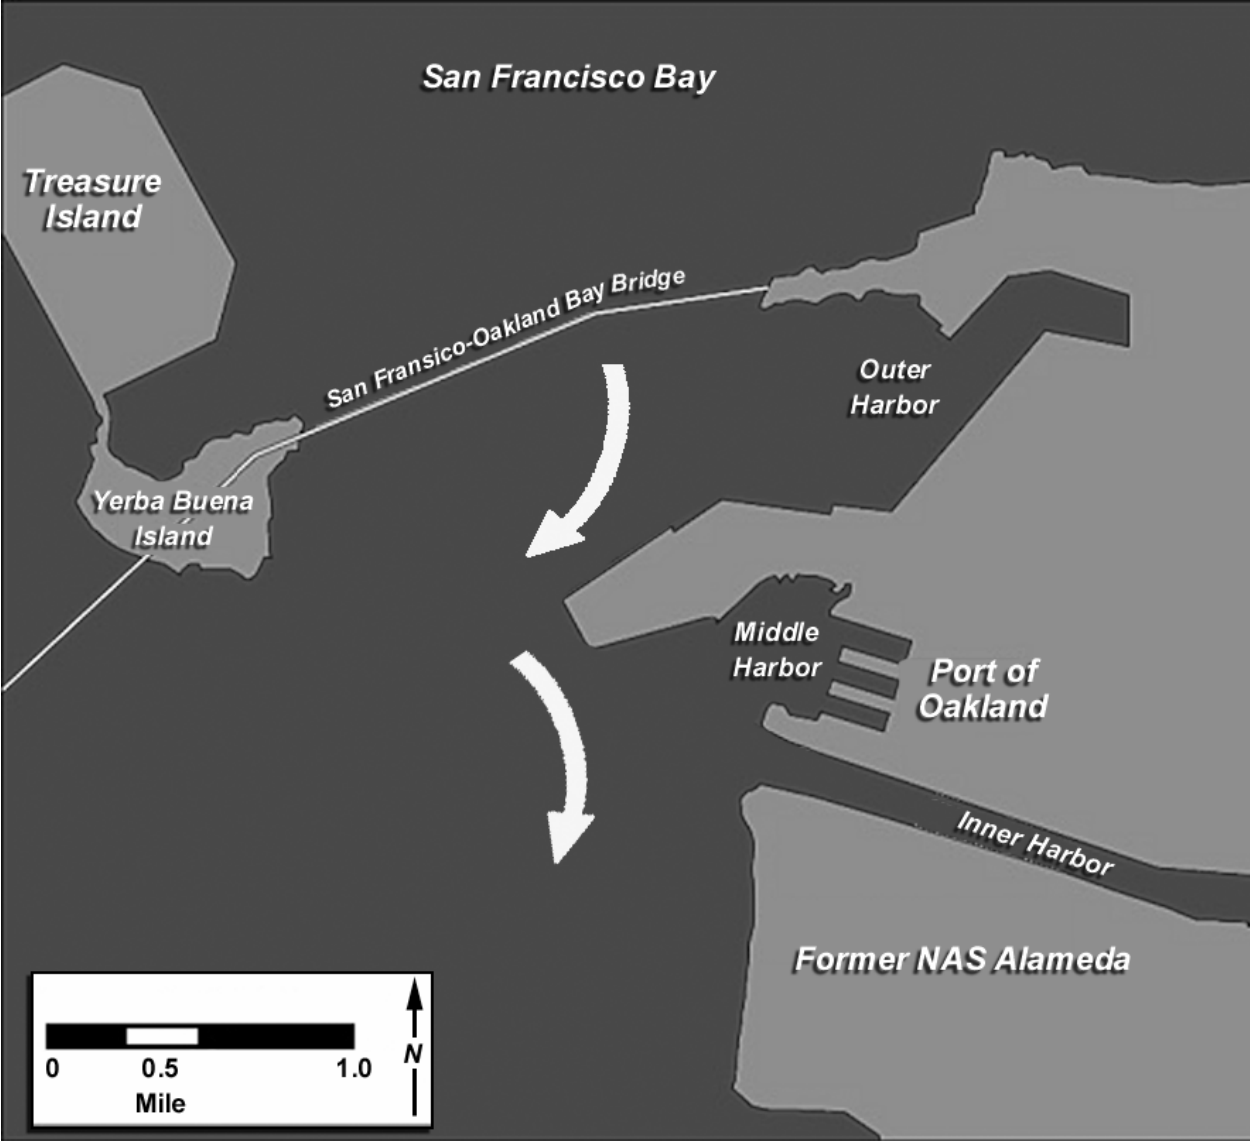 San Francisco Bay
Treasure
Island
San Fransico-Oakland Bay Bridge
Outer
Harbor
Yerba Buena
Island
Middle
Harbor
Port of
Oakland
Inner Harbor
Former NAS Alameda
N
0 0.5 1.0
Mile